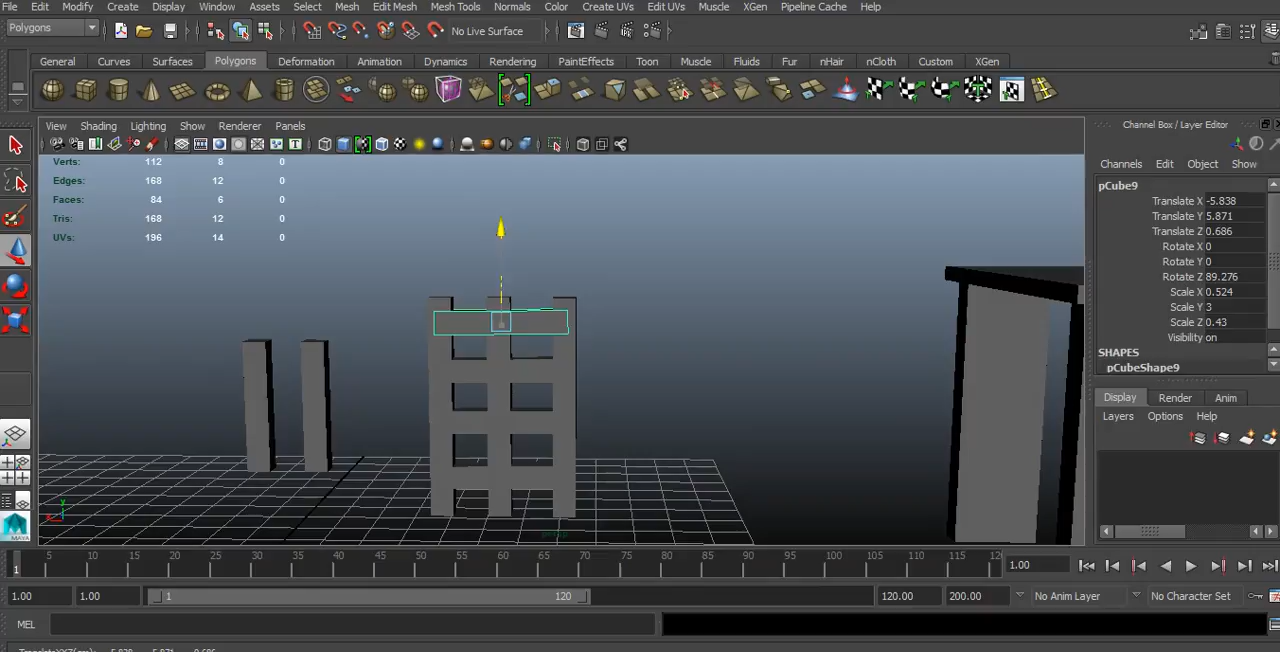 File Edit Modify Create Display Window Assets Select Mesh Edit Mesh Mesh Tools Normals Color Create UVs Edit UVs Muscle XGen Pipeline Cache Help
Polygons No Live Surface
General Curves Surfaces Polygons Deformation Animation Dynamics Rendering PaintEffects Toon Muscle Fluids Fur nHair nCloth Custom XGen
View Shading Lighting Show Renderer Panels
Channel Box / Layer Editor
Channels Edit Object Show
Verts: 112 8 0
Edges: 168 12 0
Faces: 84 6 0
Tris: 168 12 0
UVs: 196 14 0
pCube9
Translate X -5.838
Translate Y 5.871
Translate Z 0.686
Rotate X 0
Rotate Y 0
Rotate Z 89.276
Scale X 0.524
Scale Y 3
Scale Z 0.43
Visibility on
SHAPES
pCubeShape9
Display Render Anim
Layers Options Help
persp
5 10 15 20 25 30 35 40 45 50 55 60 65 70 75 80 85 90 95 100 105 110 115 12
1 1.00
1.00 1.00 1 120 120.00 200.00 No Anim Layer No Character Set
MEL